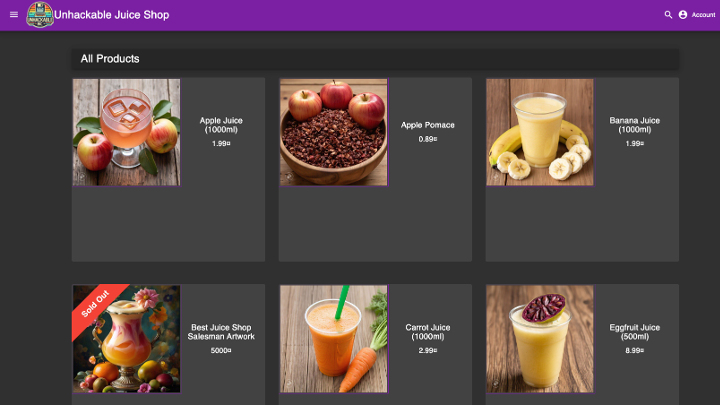 UNHACKABLE
Unhackable Juice Shop
Account
All Products
Apple Juice
(1000ml)
1.99¤
Apple Pomace
0.89¤
Banana Juice
(1000ml)
1.99¤
Sold Out
Best Juice Shop
Salesman Artwork
5000¤
Carrot Juice
(1000ml)
2.99¤
Eggfruit Juice
(500ml)
8.99¤